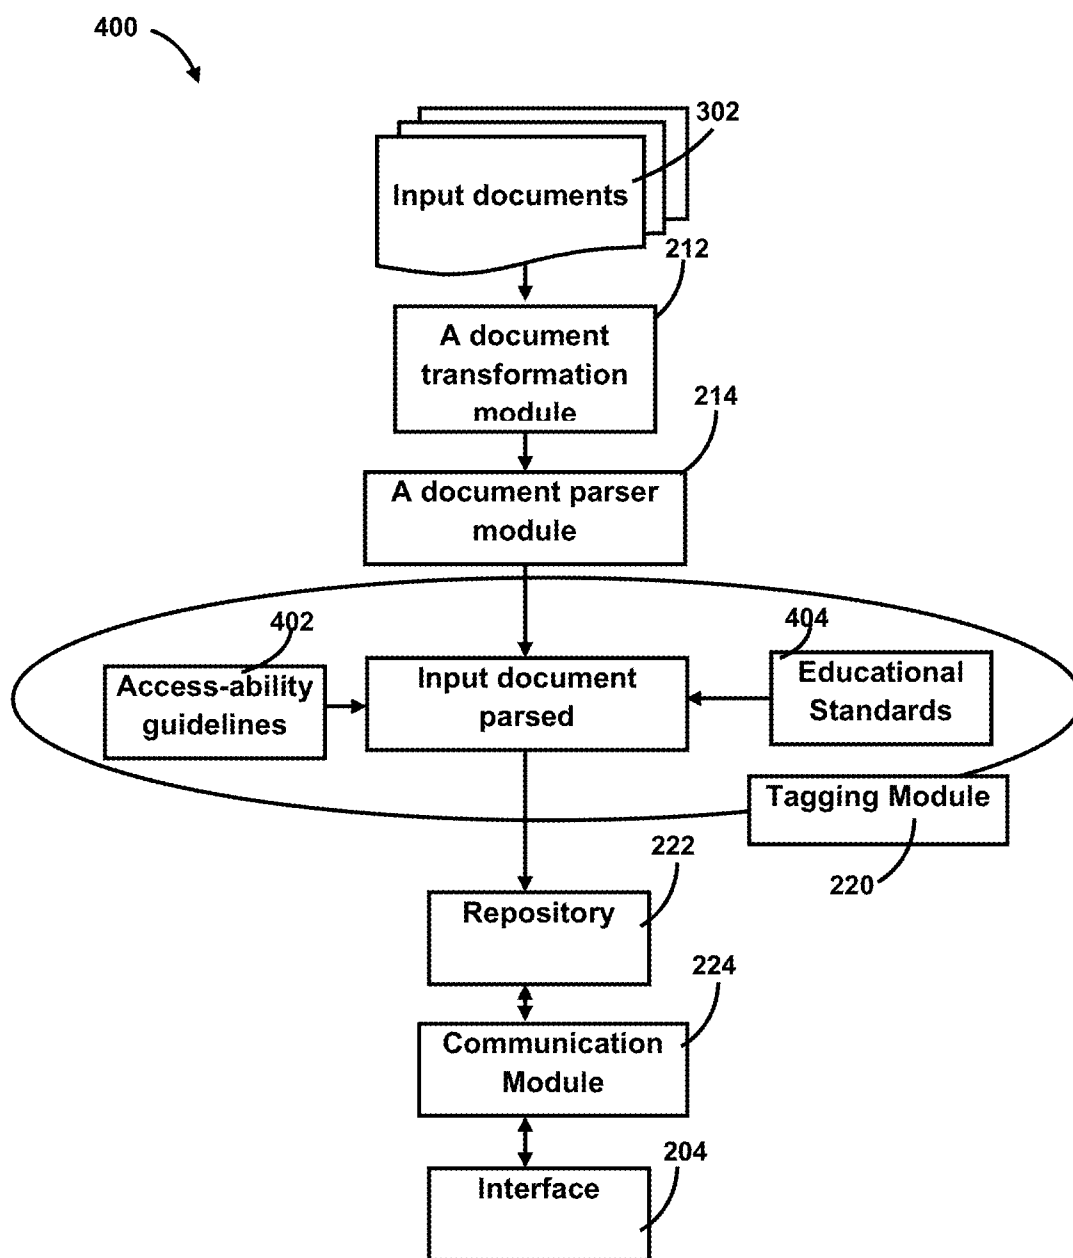 400
302
Input documents
212
A document
transformation
module
214
A document parser
module
402
404
Access-ability
guidelines
Input document
parsed
Educational
Standards
Tagging Module
220
222
Repository
224
Communication
Module
204
Interface